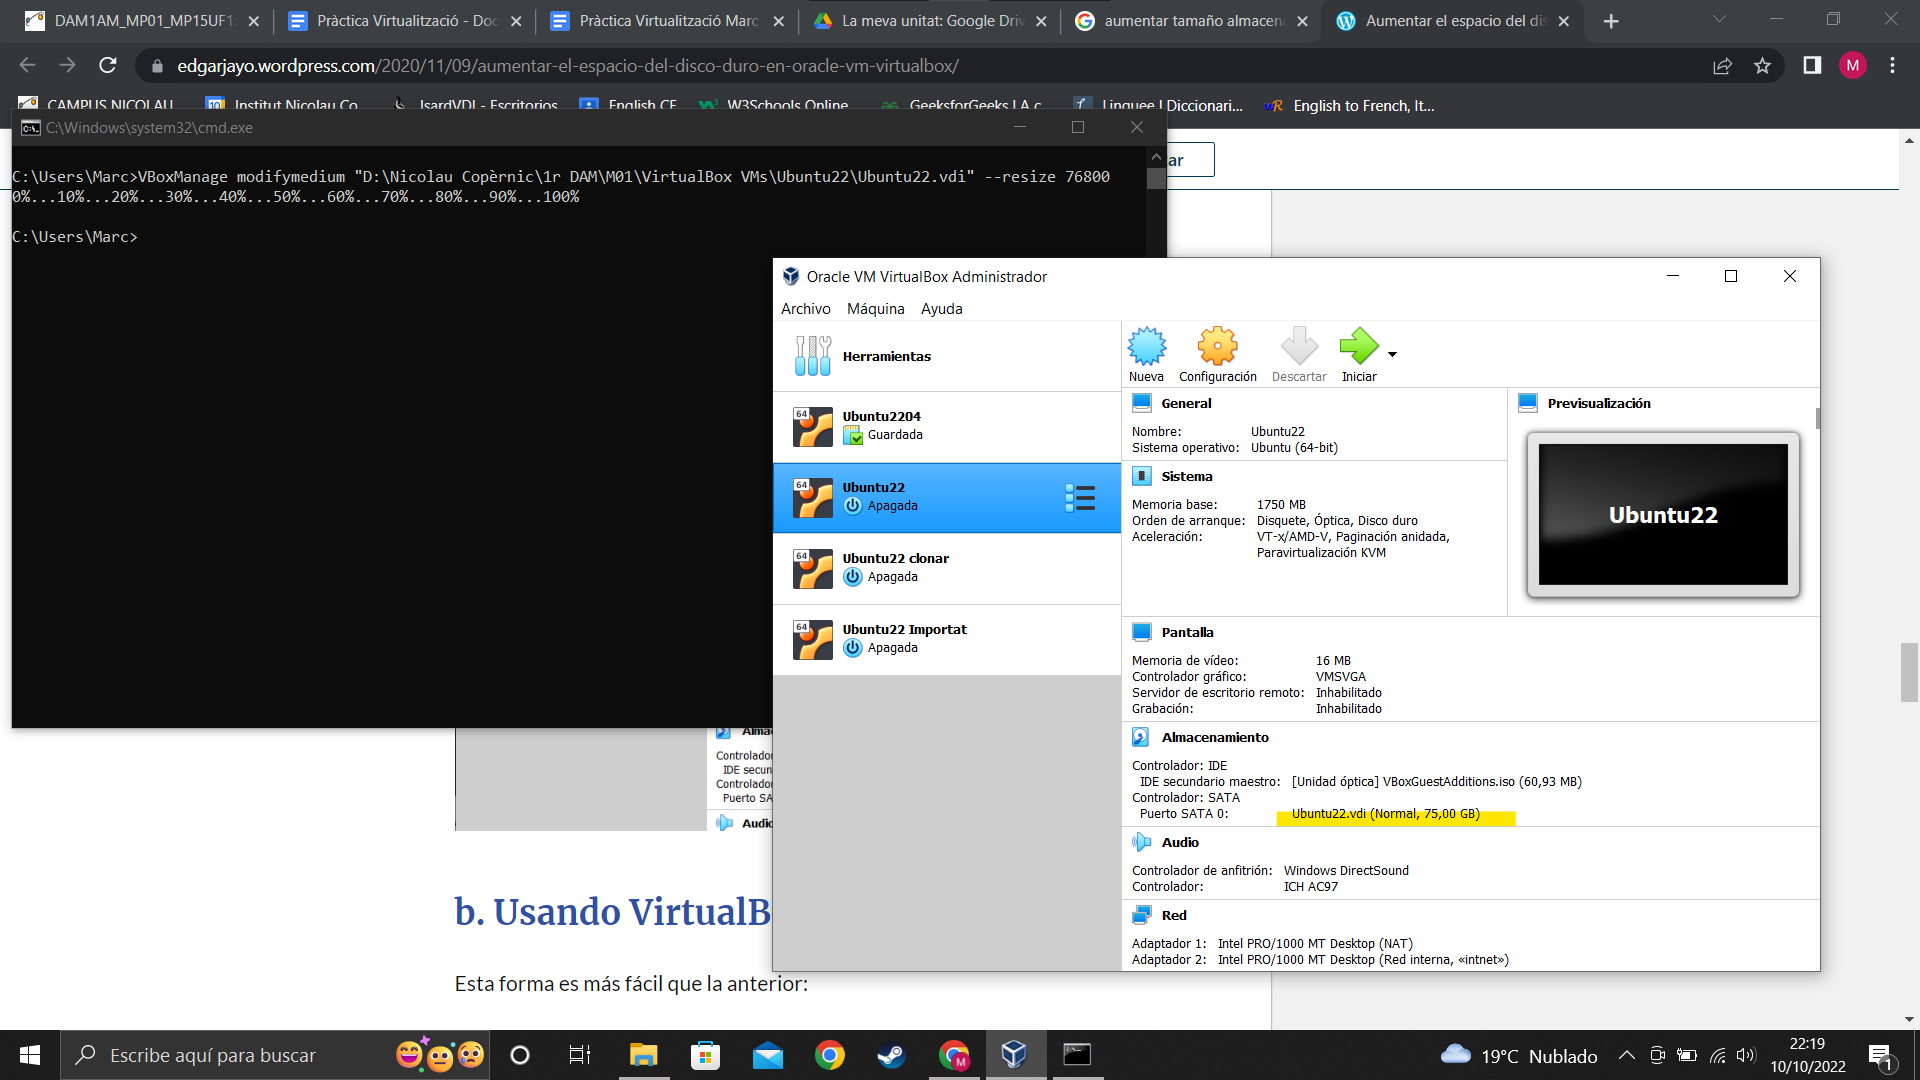 DAM1AM_MP01_MP15UF1:
Pràctica Virtualització - Doc
Pràctica Virtualització Marc
La meva unitat: Google Driv
aumentar tamaño almacena
Aumentar el espacio del dis
edgarjayo.wordpress.com/2020/11/09/aumentar-el-espacio-del-disco-duro-en-oracle-vm-virtualbox/
M
CAMPUS NICOLAU
Institut Nicolau Co
IsardVDI - Escritorios
English CF
W3Schools Online
GeeksforGeeks | A c
Linguee | Diccionari...
English to French, It...
C:\Windows\system32\cmd.exe
ar
C:\Users\Marc>VBoxManage modifymedium "D:\Nicolau Copèrnic\1r DAM\M01\VirtualBox VMs\Ubuntu22\Ubuntu22.vdi" --resize 76800
0%...10%...20%...30%...40%...50%...60%...70%...80%...90%...100%
C:\Users\Marc>
Oracle VM VirtualBox Administrador
Archivo Máquina Ayuda
Herramientas
64
Ubuntu2204
Guardada
64
Ubuntu22
Apagada
64
Ubuntu22 clonar
Apagada
64
Ubuntu22 Importat
Apagada
Nueva
Configuración
Descartar
Iniciar
General
Nombre: Ubuntu22
Sistema operativo: Ubuntu (64-bit)
Sistema
Memoria base: 1750 MB
Orden de arranque: Disquete, Óptica, Disco duro
Aceleración: VT-x/AMD-V, Paginación anidada,
Paravirtualización KVM
Previsualización
Ubuntu22
Pantalla
Memoria de vídeo: 16 MB
Controlador gráfico: VMSVGA
Servidor de escritorio remoto: Inhabilitado
Grabación: Inhabilitado
Almacenamiento
Controlador: IDE
IDE secundario maestro: [Unidad óptica] VBoxGuestAdditions.iso (60,93 MB)
Controlador: SATA
Puerto SATA 0: Ubuntu22.vdi (Normal, 75,00 GB)
Audio
Controlador de anfitrión: Windows DirectSound
Controlador: ICH AC97
Red
Adaptador 1: Intel PRO/1000 MT Desktop (NAT)
Adaptador 2: Intel PRO/1000 MT Desktop (Red interna, «intnet»)
Alma
Controlador
IDE secun
Controlador
Puerto SA
Audio
b. Usando VirtualB
Esta forma es más fácil que la anterior:
Escribe aquí para buscar
19°C Nublado
22:19
10/10/2022
1